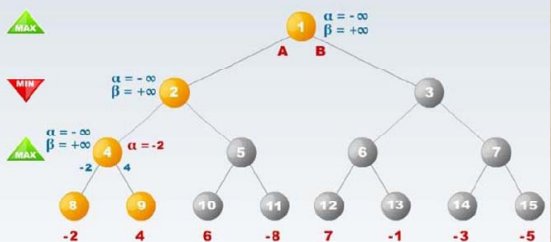 MAX
1
α = - ∞
β = +∞
A B
MIN
α = - ∞
β = +∞
2
3
α = - ∞
β = +∞
MAX
4
α = -2
5
6
7
-2 4
8 9 10 11 12 13 14 15
-2 4 6 -8 7 -1 -3 -5